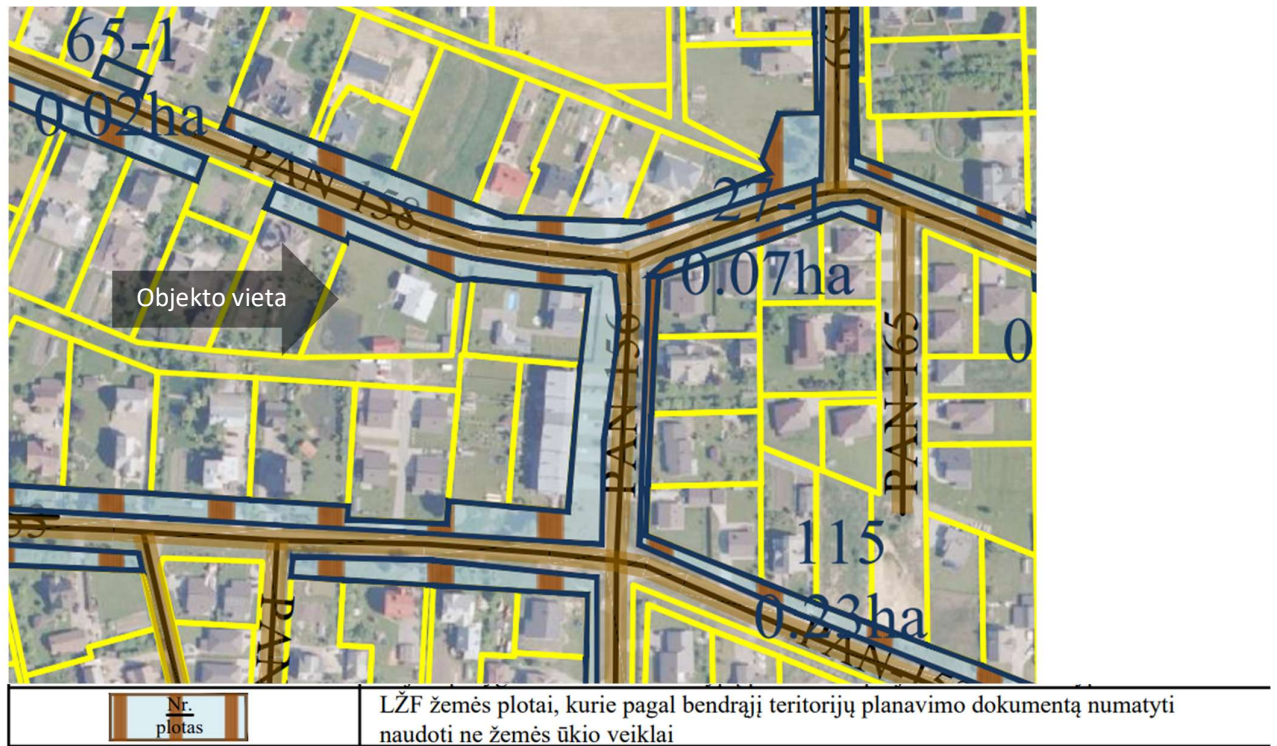 65-1
0.02ha
PAN 158
27-1
0.07ha
Objekto vieta
PAN 156
PAN-165
0
115
0.23ha
PAN
Nr.
plotas
LŽF žemės plotai, kurie pagal bendrąjį teritorijų planavimo dokumentą numatyti
naudoti ne žemės ūkio veiklai